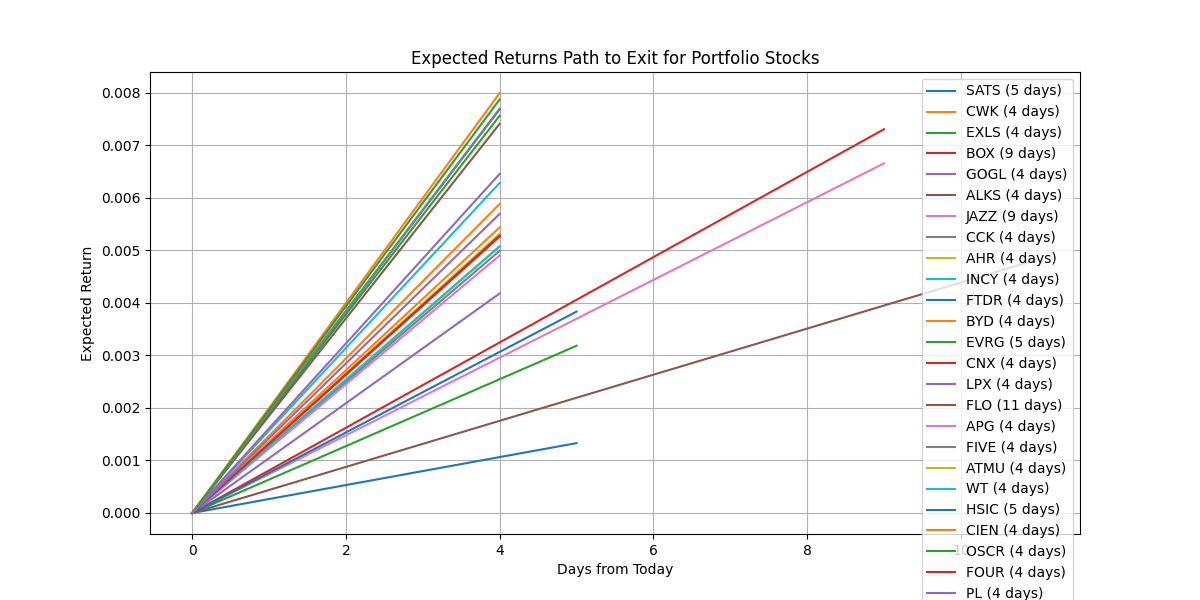 Expected Returns Path to Exit for Portfolio Stocks
0.008
0.007
0.006
0.005
0.004
0.003
0.002
0.001
0.000
Expected Return
0
2
4
6
8
10
Days from Today
SATS (5 days)
CWK (4 days)
EXLS (4 days)
BOX (9 days)
GOGL (4 days)
ALKS (4 days)
JAZZ (9 days)
CCK (4 days)
AHR (4 days)
INCY (4 days)
FTDR (4 days)
BYD (4 days)
EVRG (5 days)
CNX (4 days)
LPX (4 days)
FLO (11 days)
APG (4 days)
FIVE (4 days)
ATMU (4 days)
WT (4 days)
HSIC (5 days)
CIEN (4 days)
OSCR (4 days)
FOUR (4 days)
PL (4 days)